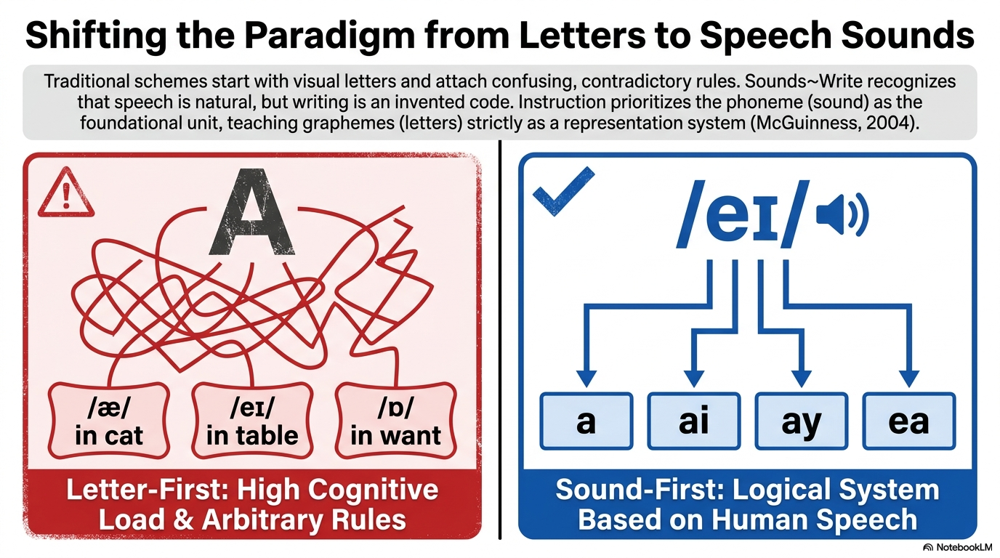 Shifting the Paradigm from Letters to Speech Sounds
Traditional schemes start with visual letters and attach confusing, contradictory rules. Sounds~Write recognizes
that speech is natural, but writing is an invented code. Instruction prioritizes the phoneme (sound) as the
foundational unit, teaching graphemes (letters) strictly as a representation system (McGuinness, 2004).
!
A
/æ/
in cat
/eɪ/
in table
/ɒ/
in want
Letter-First: High Cognitive
Load & Arbitrary Rules
/eɪ/
a
ai
ay
ea
Sound-First: Logical System
Based on Human Speech
NotebookLM